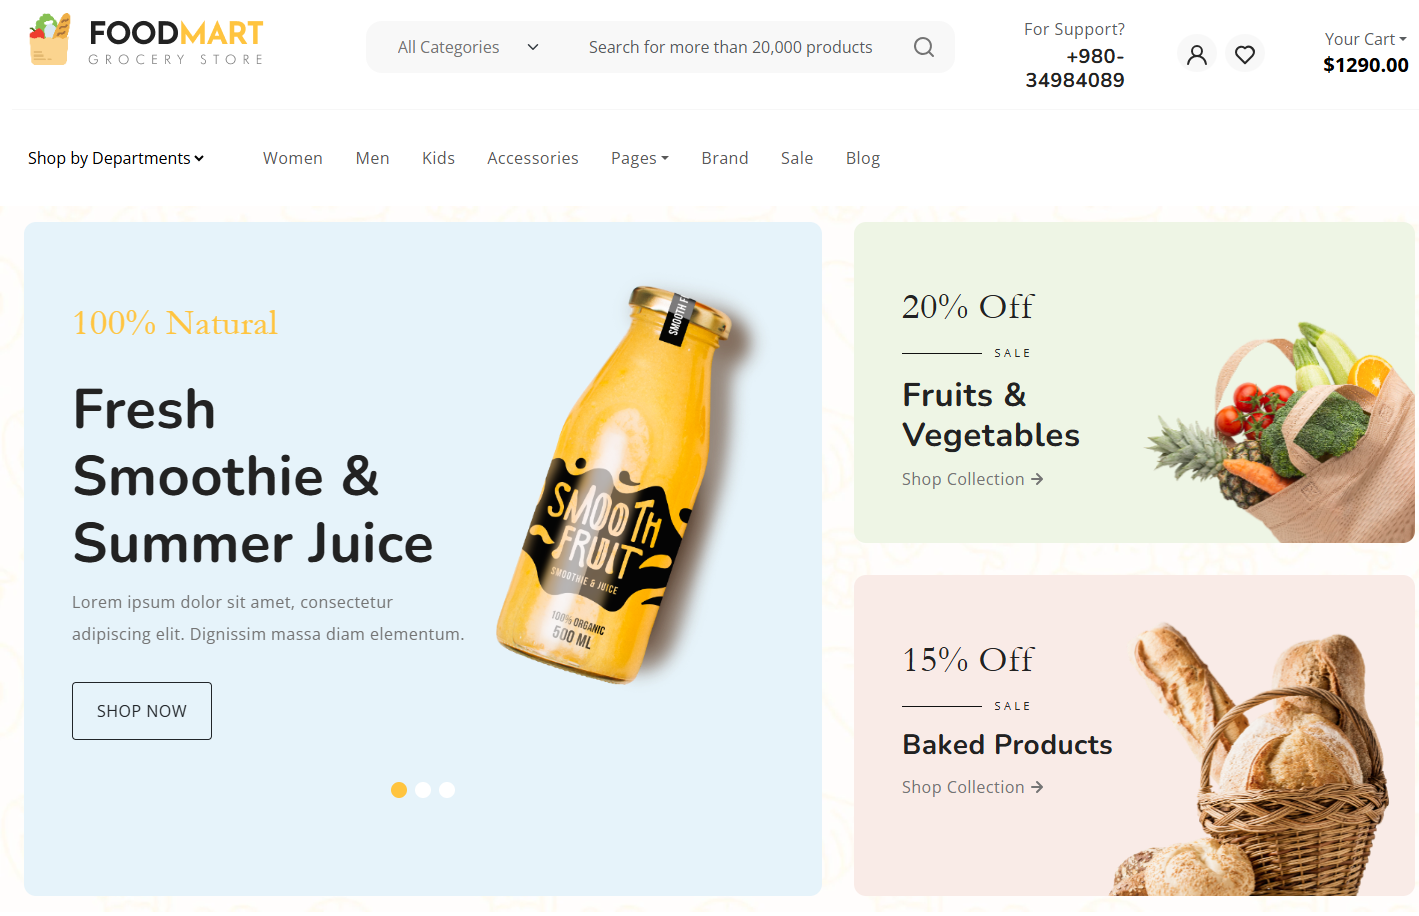 FOODMART
GROCERY STORE
All Categories
Search for more than 20,000 products
For Support?
+980-
34984089
Your Cart
$1290.00
Shop by Departments
Women
Men
Kids
Accessories
Pages
Brand
Sale
Blog
100% Natural
Fresh
Smoothie &
Summer Juice
Lorem ipsum dolor sit amet, consectetur
adipiscing elit. Dignissim massa diam elementum.
SHOP NOW
SMOOTH F
SMOOTH
FRUIT
SMOOTHIE & JUICE
100% ORGANIC
500 ML
20% Off
SALE
Fruits &
Vegetables
Shop Collection
15% Off
SALE
Baked Products
Shop Collection